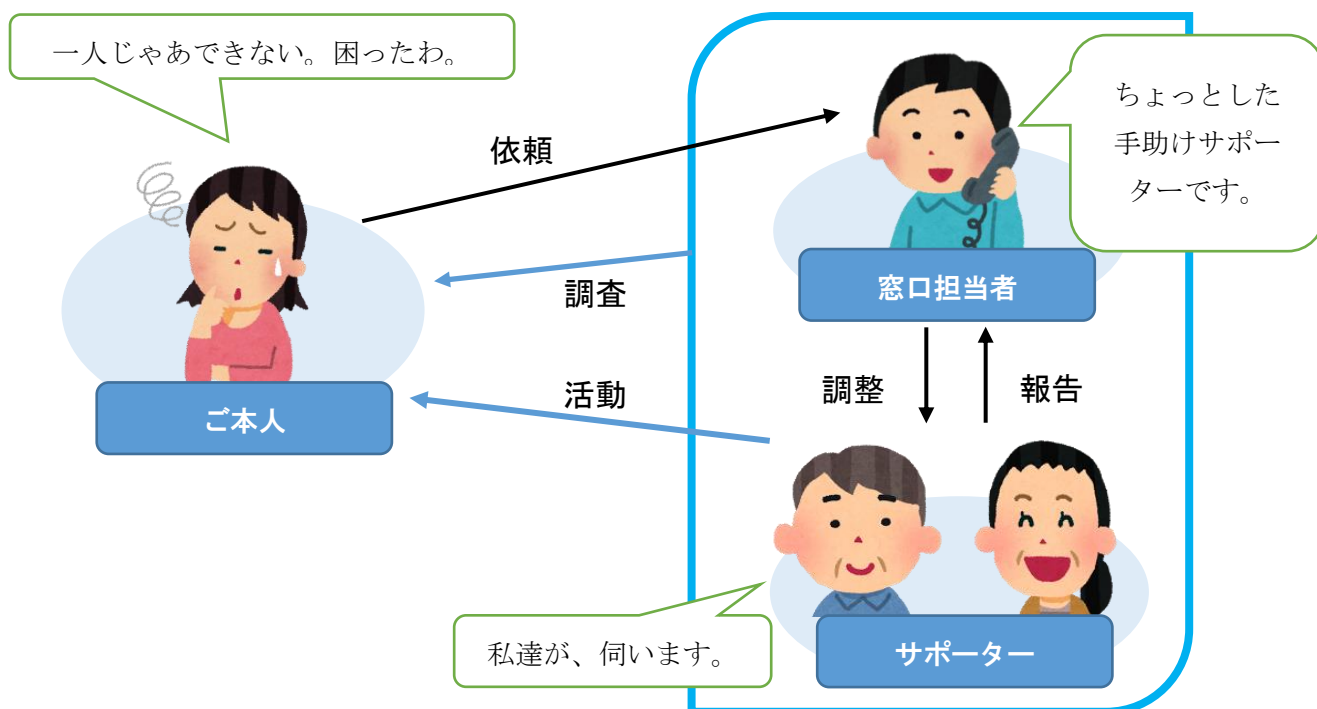 一人じゃあできない。困ったわ。
ちょっとした
手助けサポー
ターです。
依頼
調査
窓口担当者
活動
調整
報告
ご本人
私達が、伺います。
サポーター